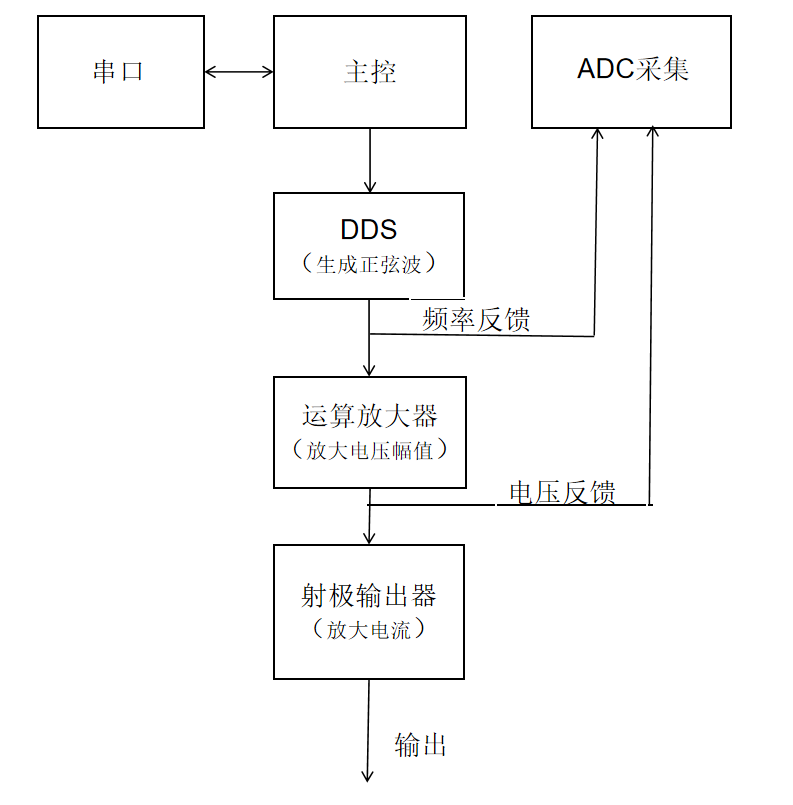 串口
主控
ADC采集
DDS
（生成正弦波）
频率反馈
运算放大器
（放大电压幅值）
电压反馈
射极输出器
（放大电流）
输出